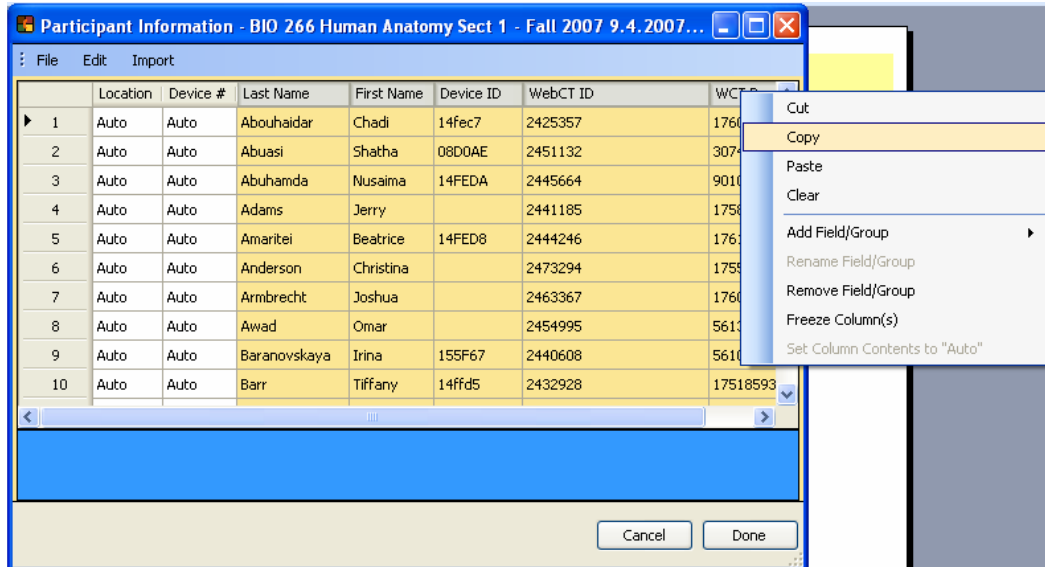 Participant Information - BIO 266 Human Anatomy Sect 1 - Fall 2007 9.4.2007...
File Edit Import
Location Device # Last Name First Name Device ID WebCT ID
1 Auto Auto Abouhaidar Chadi 14fec7 2425357
2 Auto Auto Abuasi Shatha 08D0AE 2451132
3 Auto Auto Abuhamda Nusaima 14FEDA 2445664
4 Auto Auto Adams Jerry 2441185
5 Auto Auto Amaritei Beatrice 14FED8 2444246
6 Auto Auto Anderson Christina 2473294
7 Auto Auto Armbrecht Joshua 2463367
8 Auto Auto Awad Omar 2454995
9 Auto Auto Baranovskaya Irina 155F67 2440608
10 Auto Auto Barr Tiffany 14ffd5 2432928 17518593
Cut
Copy
Paste
Clear
Add Field/Group
Rename Field/Group
Remove Field/Group
Freeze Column(s)
Set Column Contents to "Auto"
Cancel Done